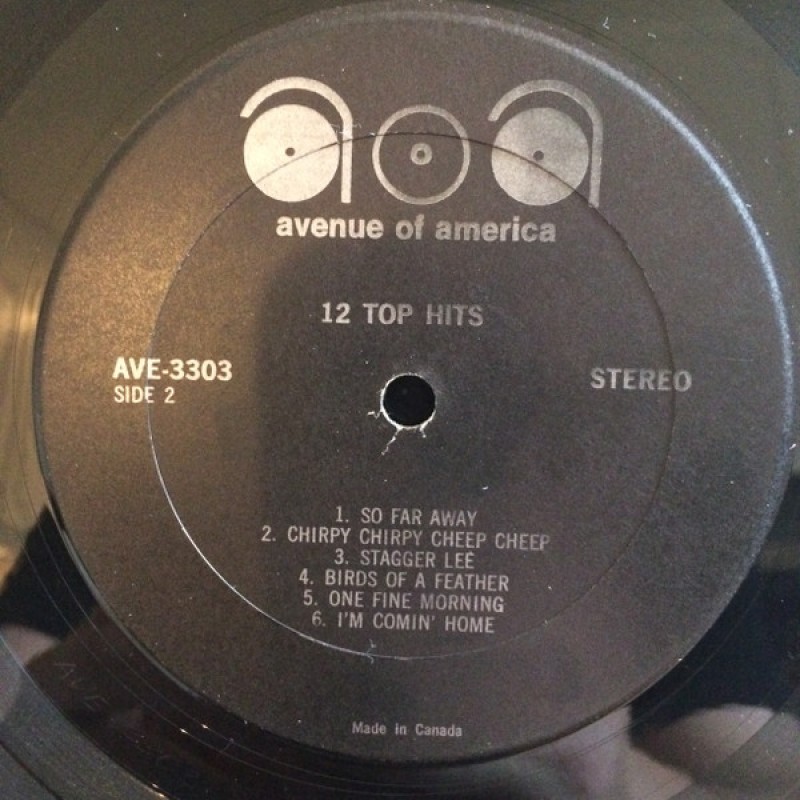 aoa
avenue of america
12 TOP HITS
AVE-3303
STEREO
SIDE 2
1. SO FAR AWAY
2. CHIRPY CHIRPY CHEEP CHEEP
3. STAGGER LEE
4. BIRDS OF A FEATHER
5. ONE FINE MORNING
6. I'M COMIN' HOME
Made in Canada
AVE